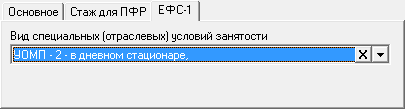 Основное Стаж для ПФР ЕФС-1
Вид специальных (отраслевых) условий занятости
УОМП - 2 - в дневном стационаре,